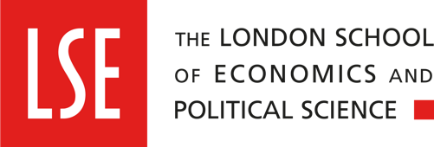 LSE
THE LONDON SCHOOL
OF ECONOMICS AND
POLITICAL SCIENCE